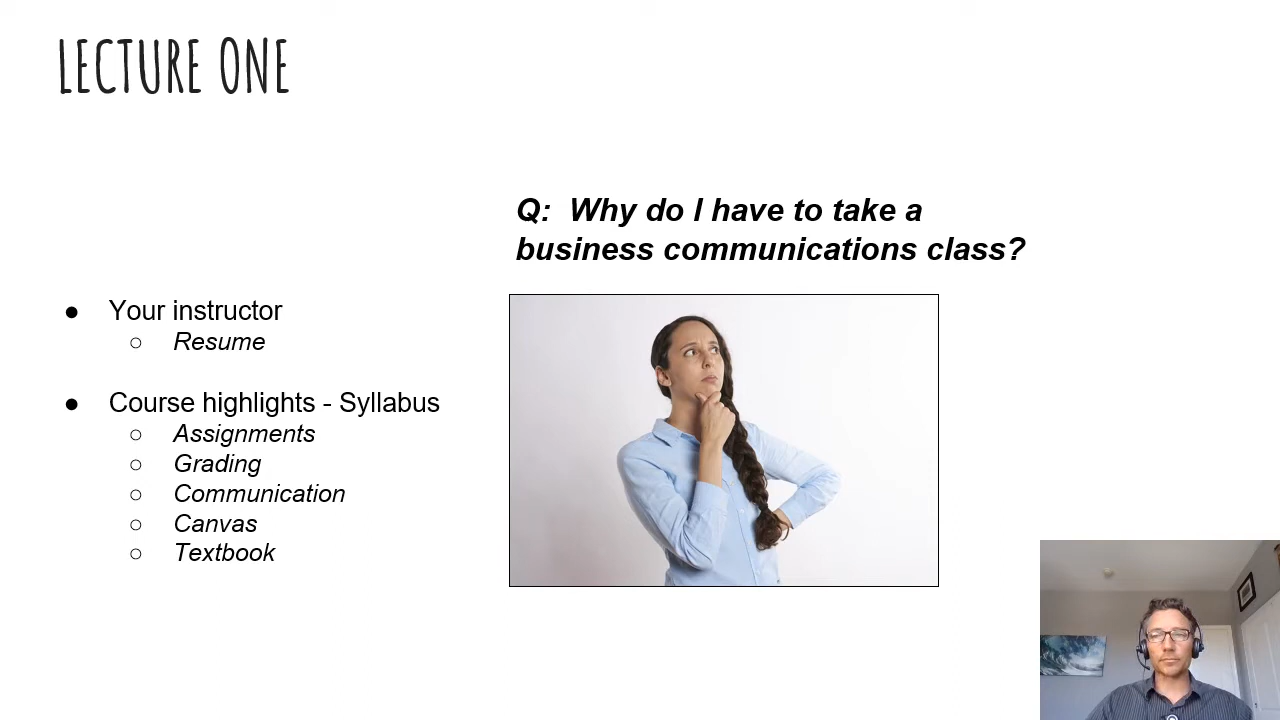 LECTURE ONE
Q: Why do I have to take a
business communications class?
● Your instructor
○ Resume
● Course highlights - Syllabus
○ Assignments
○ Grading
○ Communication
○ Canvas
○ Textbook